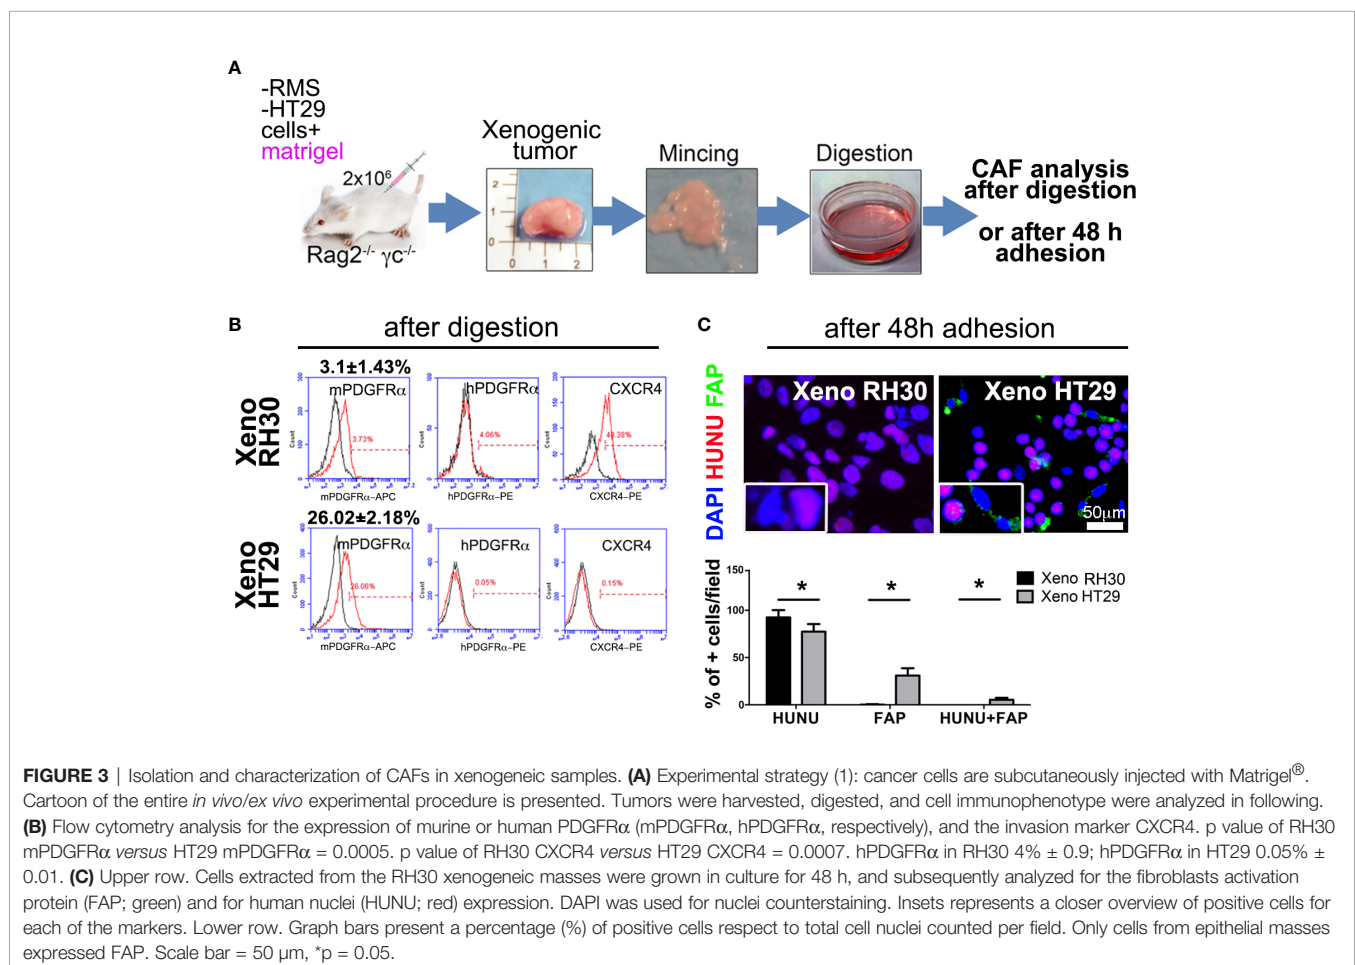 A
-RMS
-HT29
cells+
matrigel
2x10⁶
Rag2⁻/⁻ γc⁻/⁻
Xenogenic
tumor
2
1
0
0 1 2
Mincing
Digestion
CAF analysis
after digestion
or after 48 h
adhesion
B
after digestion
Xeno
RH30
3.1±1.43%
mPDGFRα
3.73%
Count
mPDGFRα–APC
hPDGFRα
4.06%
Count
hPDGFRα–PE
CXCR4
Count
CXCR4–PE
Xeno
HT29
26.02±2.18%
mPDGFRα
26.06%
Count
mPDGFRα–APC
hPDGFRα
0.05%
hPDGFRα–PE
CXCR4
0.15%
CXCR4–PE
C
after 48h adhesion
DAPI HUNU FAP
Xeno RH30
Xeno HT29
50µm
% of + cells/field
150
100
50
0
* * *
Xeno RH30
Xeno HT29
HUNU FAP HUNU+FAP
FIGURE 3 | Isolation and characterization of CAFs in xenogeneic samples. (A) Experimental strategy (1): cancer cells are subcutaneously injected with Matrigel®.
Cartoon of the entire in vivo/ex vivo experimental procedure is presented. Tumors were harvested, digested, and cell immunophenotype were analyzed in following.
(B) Flow cytometry analysis for the expression of murine or human PDGFRα (mPDGFRα, hPDGFRα, respectively), and the invasion marker CXCR4. p value of RH30
mPDGFRα versus HT29 mPDGFRα = 0.0005. p value of RH30 CXCR4 versus HT29 CXCR4 = 0.0007. hPDGFRα in RH30 4% ± 0.9; hPDGFRα in HT29 0.05% ±
0.01. (C) Upper row. Cells extracted from the RH30 xenogeneic masses were grown in culture for 48 h, and subsequently analyzed for the fibroblasts activation
protein (FAP; green) and for human nuclei (HUNU; red) expression. DAPI was used for nuclei counterstaining. Insets represents a closer overview of positive cells for
each of the markers. Lower row. Graph bars present a percentage (%) of positive cells respect to total cell nuclei counted per field. Only cells from epithelial masses
expressed FAP. Scale bar = 50 µm, *p = 0.05.